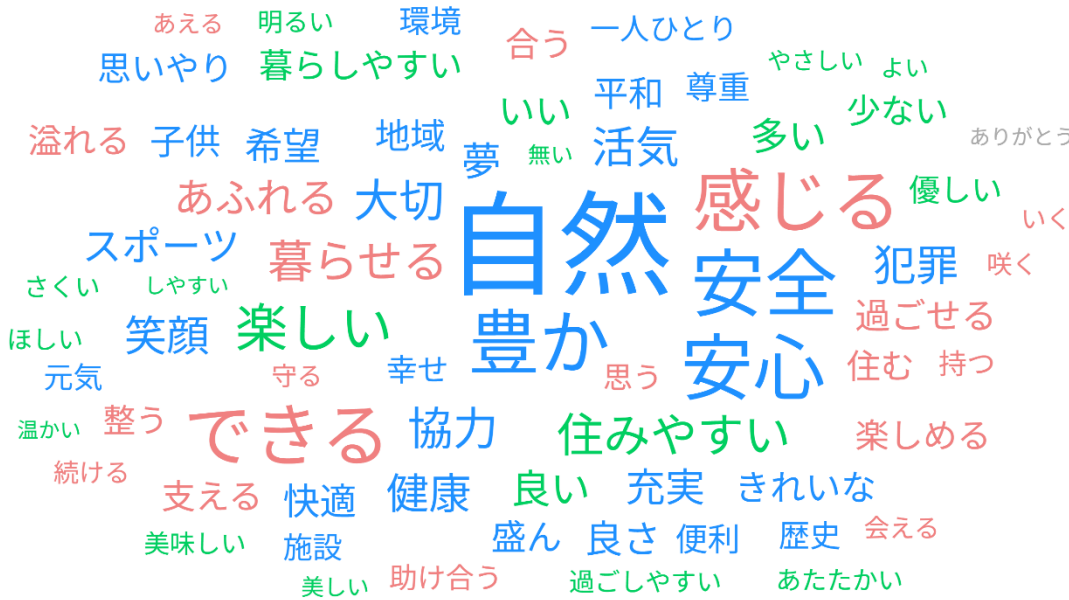 あえる
明るい
環境
合う
一人ひとり
思いやり
暮らしやすい
やさしい
よい
平和
尊重
いい
少ない
溢れる
子供
希望
地域
夢
無い
活気
多い
ありがとう
あふれる
大切
自然
感じる
優しい
いく
スポーツ
暮らせる
安全
犯罪
咲く
さくい
しやすい
ほしい
笑顔
楽しい
豊か
過ごせる
元気
守る
幸せ
思う
安心
住む
持つ
温かい
整う
できる
協力
住みやすい
楽しめる
続ける
支える
快適
健康
良い
充実
きれいな
美味しい
施設
盛ん
良さ
便利
歴史
会える
美しい
助け合う
過ごしやすい
あたたかい